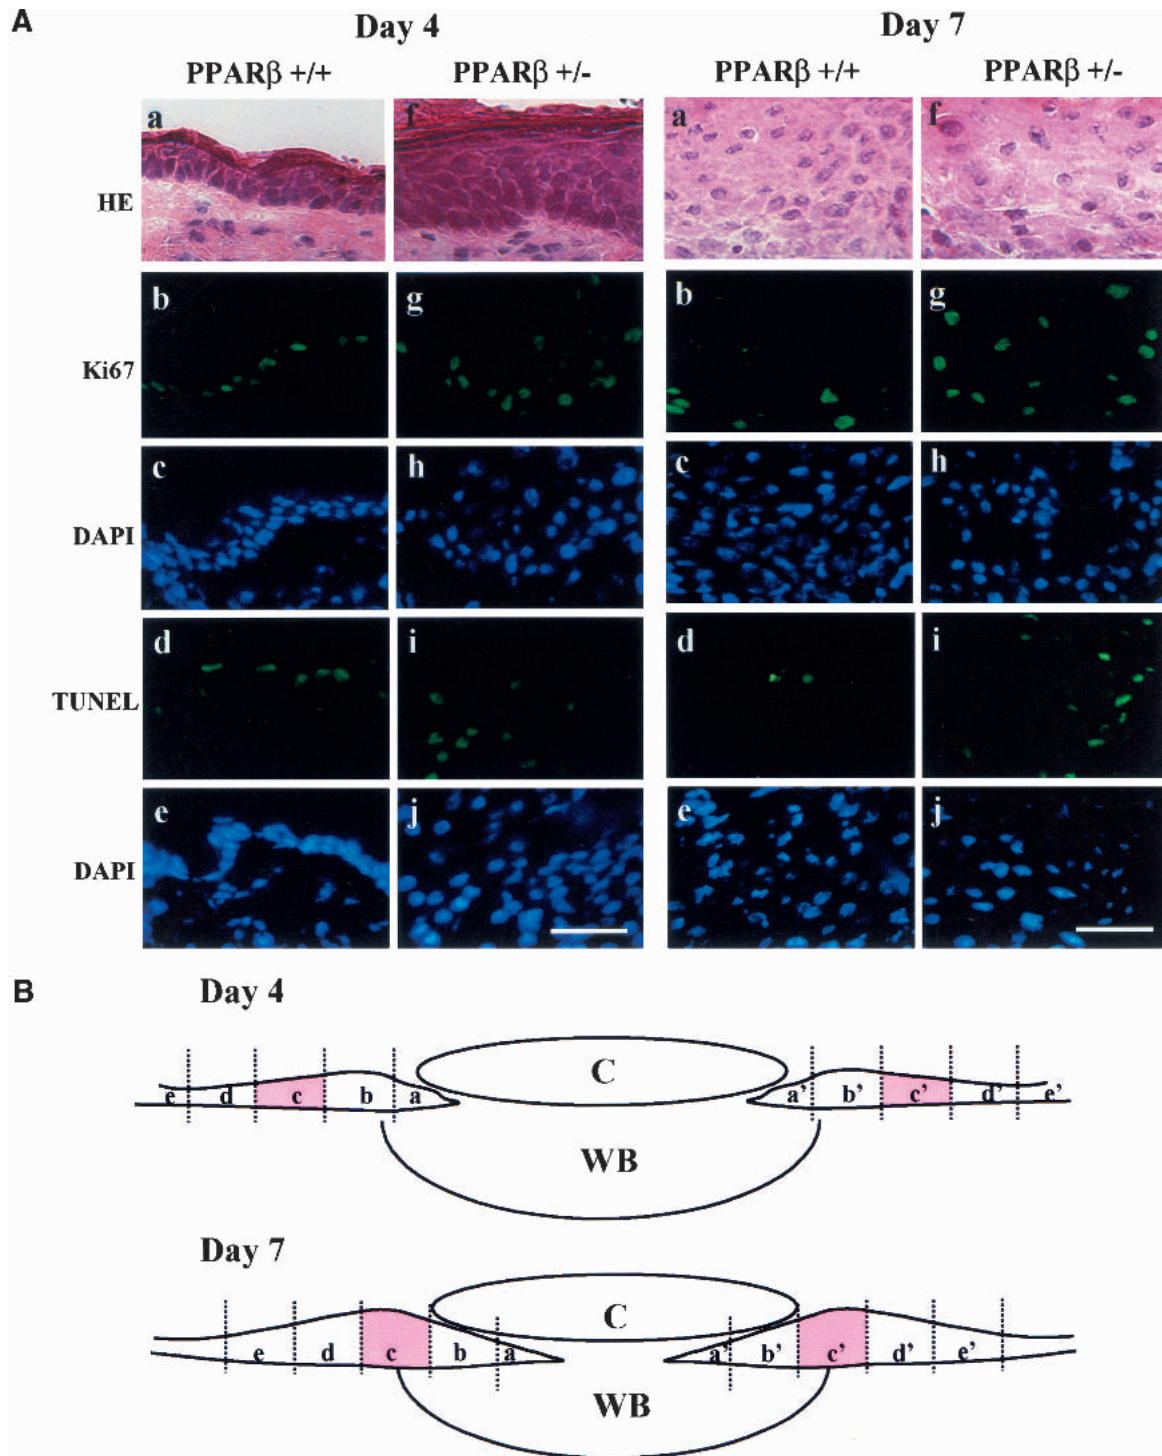 A
Day 4
Day 7
PPARβ +/+
PPARβ +/-
PPARβ +/+
PPARβ +/-
HE
a
f
a
f
Ki67
b
g
b
g
DAPI
c
h
c
h
TUNEL
d
i
d
i
DAPI
e
j
e
j
B
Day 4
C
e d c b a
a' b' c' d' e'
WB
Day 7
C
e d c b a
a' b' c' d' e'
WB